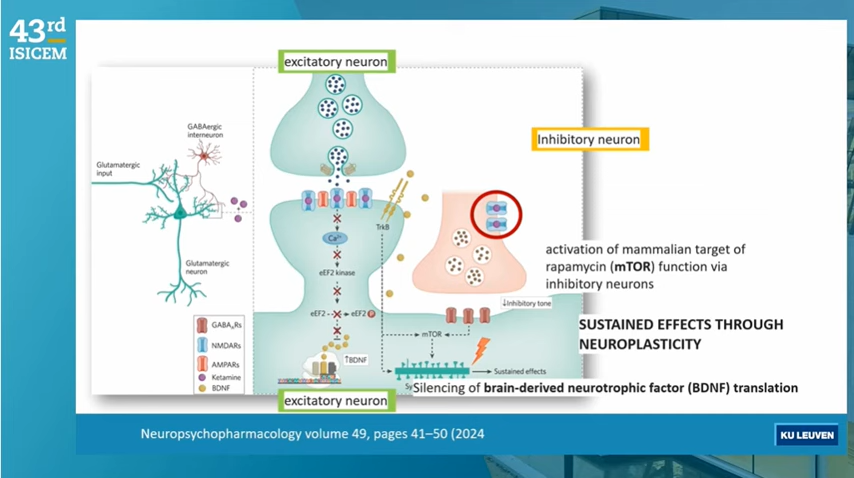 43rd
ISICEM
excitatory neuron
Inhibitory neuron
GABAergic
interneuron
Glutamatergic
input
Glutamatergic
neuron
TrkB
Ca²⁺
eEF2 kinase
eEF2
eEF2 P
↑BDNF
mTOR
↓Inhibitory tone
Sustained effects
Sy
GABAARs
NMDARs
AMPARs
Ketamine
BDNF
activation of mammalian target of
rapamycin (mTOR) function via
inhibitory neurons
SUSTAINED EFFECTS THROUGH
NEUROPLASTICITY
Silencing of brain-derived neurotrophic factor (BDNF) translation
excitatory neuron
Neuropsychopharmacology volume 49, pages 41–50 (2024
KU LEUVEN